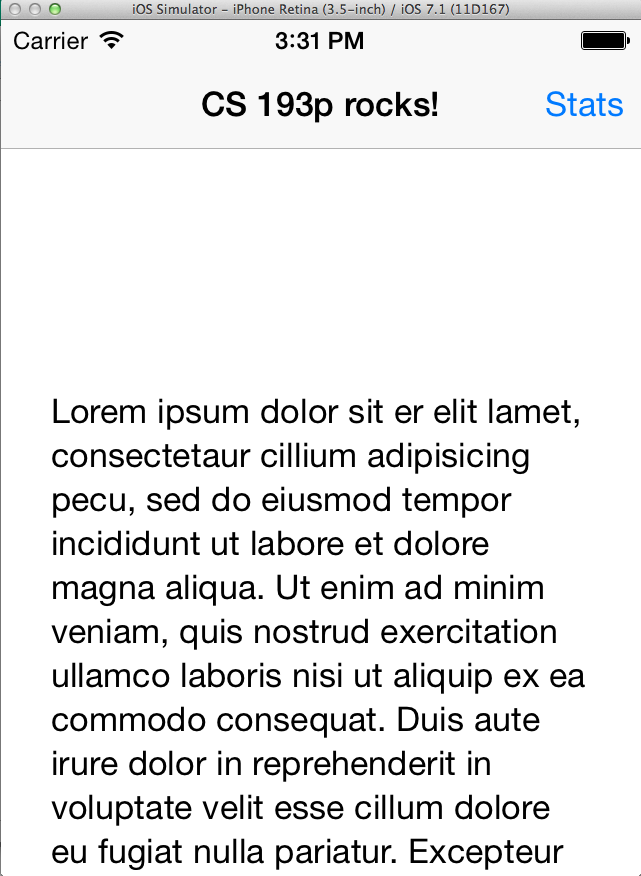 iOS Simulator - iPhone Retina (3.5-inch) / iOS 7.1 (11D167)
Carrier 3:31 PM
CS 193p rocks! Stats
Lorem ipsum dolor sit er elit lamet,
consectetaur cillium adipisicing
pecu, sed do eiusmod tempor
incididunt ut labore et dolore
magna aliqua. Ut enim ad minim
veniam, quis nostrud exercitation
ullamco laboris nisi ut aliquip ex ea
commodo consequat. Duis aute
irure dolor in reprehenderit in
voluptate velit esse cillum dolore
eu fugiat nulla pariatur. Excepteur